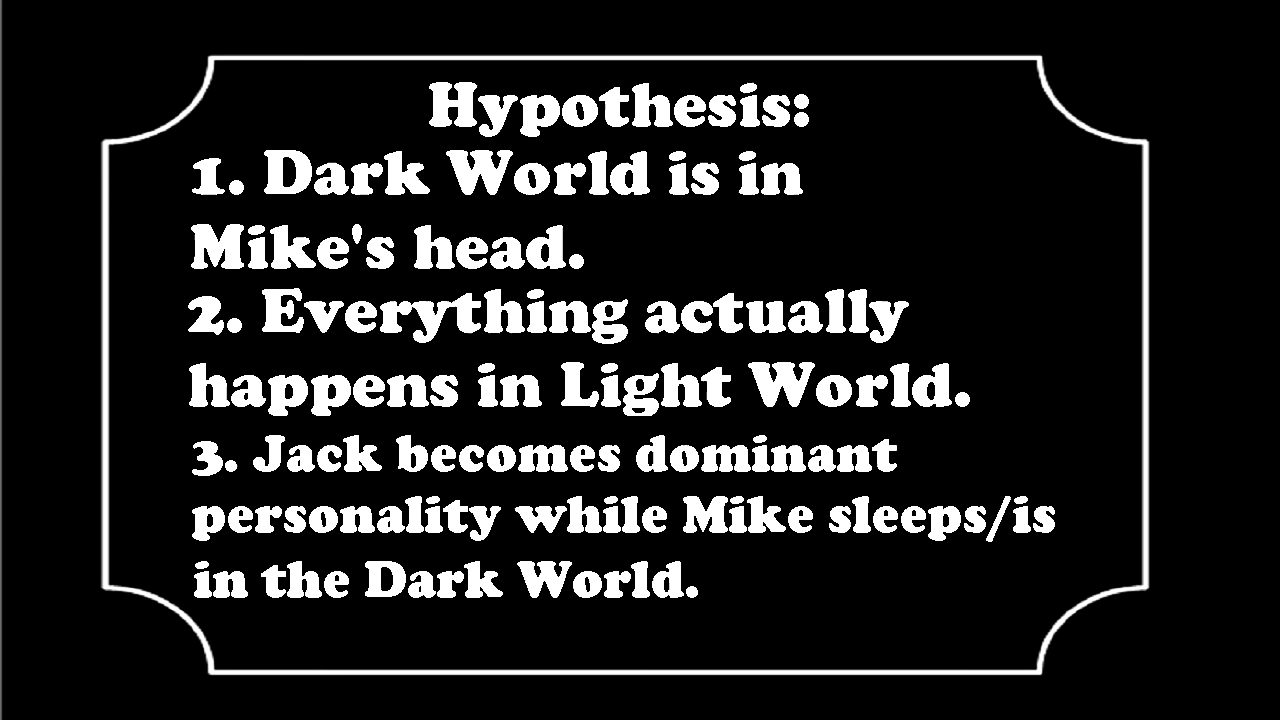 Hypothesis:
1. Dark World is in
Mike's head.
2. Everything actually
happens in Light World.
3. Jack becomes dominant
personality while Mike sleeps/is
in the Dark World.